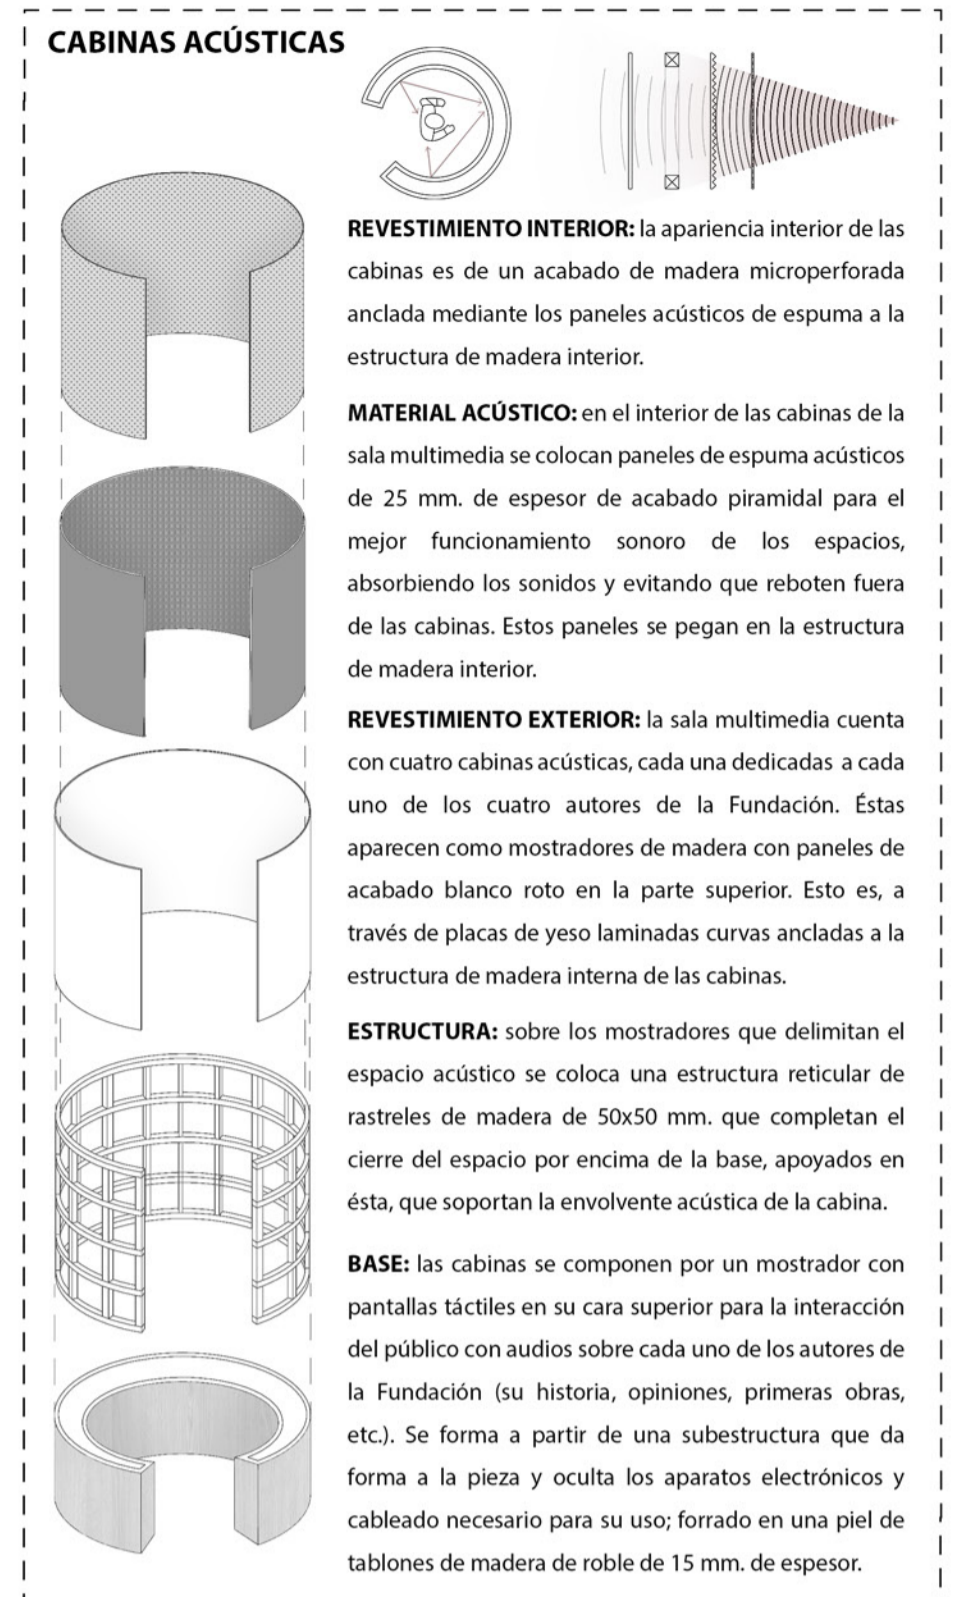 CABINAS ACÚSTICAS
REVESTIMIENTO INTERIOR: la apariencia interior de las
cabinas es de un acabado de madera microperforada
anclada mediante los paneles acústicos de espuma a la
estructura de madera interior.
MATERIAL ACÚSTICO: en el interior de las cabinas de la
sala multimedia se colocan paneles de espuma acústicos
de 25 mm. de espesor de acabado piramidal para el
mejor funcionamiento sonoro de los espacios,
absorbiendo los sonidos y evitando que reboten fuera
de las cabinas. Estos paneles se pegan en la estructura
de madera interior.
REVESTIMIENTO EXTERIOR: la sala multimedia cuenta
con cuatro cabinas acústicas, cada una dedicadas a cada
uno de los cuatro autores de la Fundación. Éstas
aparecen como mostradores de madera con paneles de
acabado blanco roto en la parte superior. Esto es, a
través de placas de yeso laminadas curvas ancladas a la
estructura de madera interna de las cabinas.
ESTRUCTURA: sobre los mostradores que delimitan el
espacio acústico se coloca una estructura reticular de
rastreles de madera de 50x50 mm. que completan el
cierre del espacio por encima de la base, apoyados en
ésta, que soportan la envolvente acústica de la cabina.
BASE: las cabinas se componen por un mostrador con
pantallas táctiles en su cara superior para la interacción
del público con audios sobre cada uno de los autores de
la Fundación (su historia, opiniones, primeras obras,
etc.). Se forma a partir de una subestructura que da
forma a la pieza y oculta los aparatos electrónicos y
cableado necesario para su uso; forrado en una piel de
tablones de madera de roble de 15 mm. de espesor.